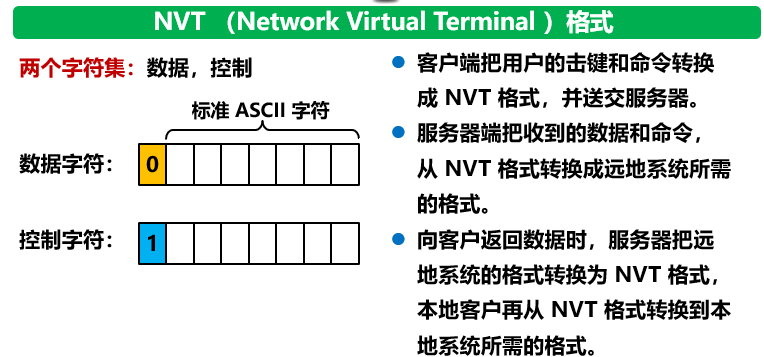 NVT （Network Virtual Terminal ）格式
两个字符集：数据，控制
标准 ASCII 字符
数据字符：
0
控制字符：
1
● 客户端把用户的击键和命令转换
成 NVT 格式，并送交服务器。
● 服务器端把收到的数据和命令，
从 NVT 格式转换成远地系统所需
的格式。
● 向客户返回数据时，服务器把远
地系统的格式转换为 NVT 格式，
本地客户再从 NVT 格式转换到本
地系统所需的格式。